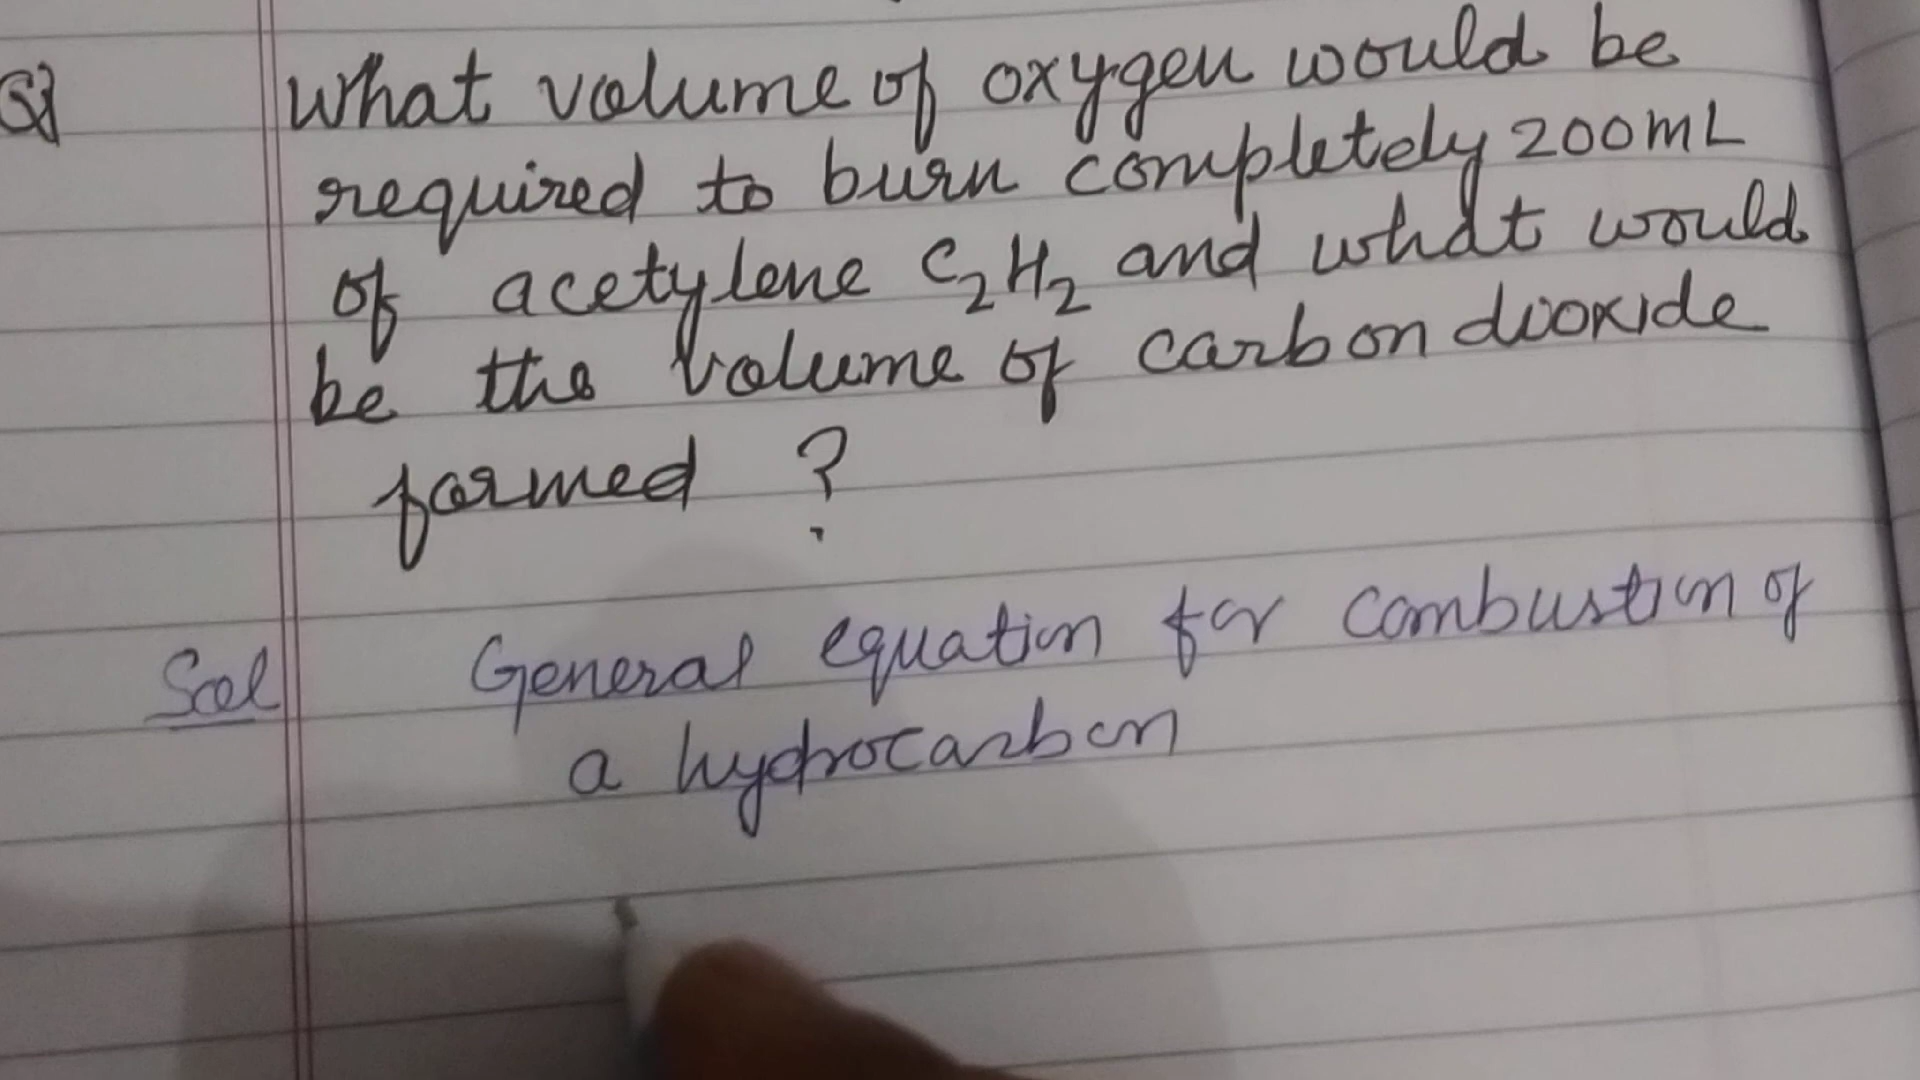 Q)
What volume of oxygen would be
required to burn completely 200mL
of acetylene C₂H₂ and what would
be the volume of carbon dioxide
formed ?
Sol General equation for combustion of
a hydrocarbon